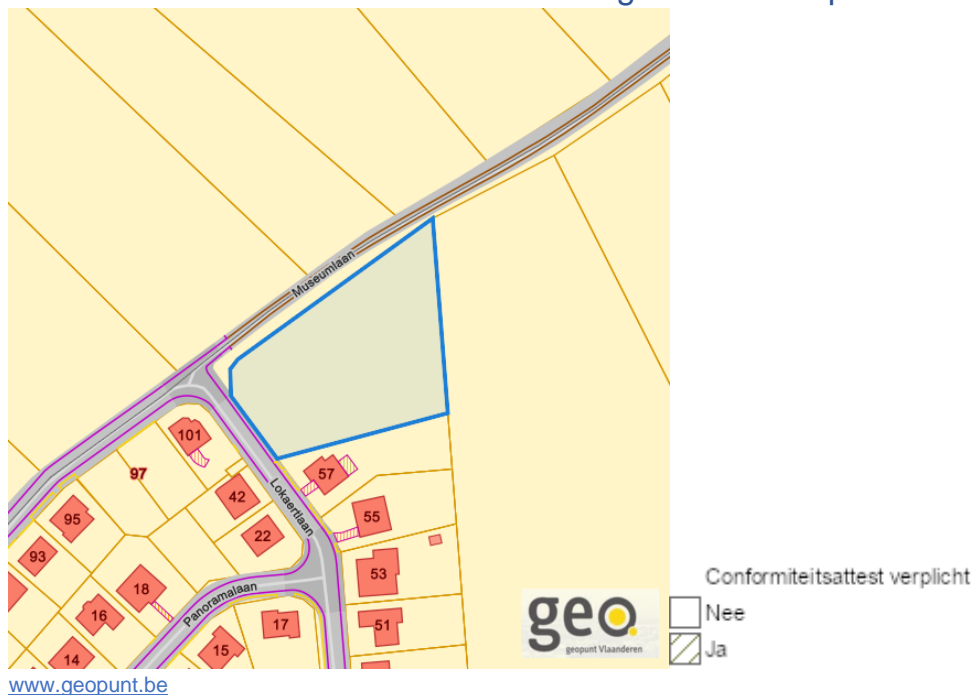 Museumlaan
101
97
57
Lokaertlaan
42
95
55
22
93
53
18
Panoramalaan
16
17
51
15
14
geo
geopunt Vlaanderen
Conformiteitsattest verplicht
Nee
Ja
www.geopunt.be